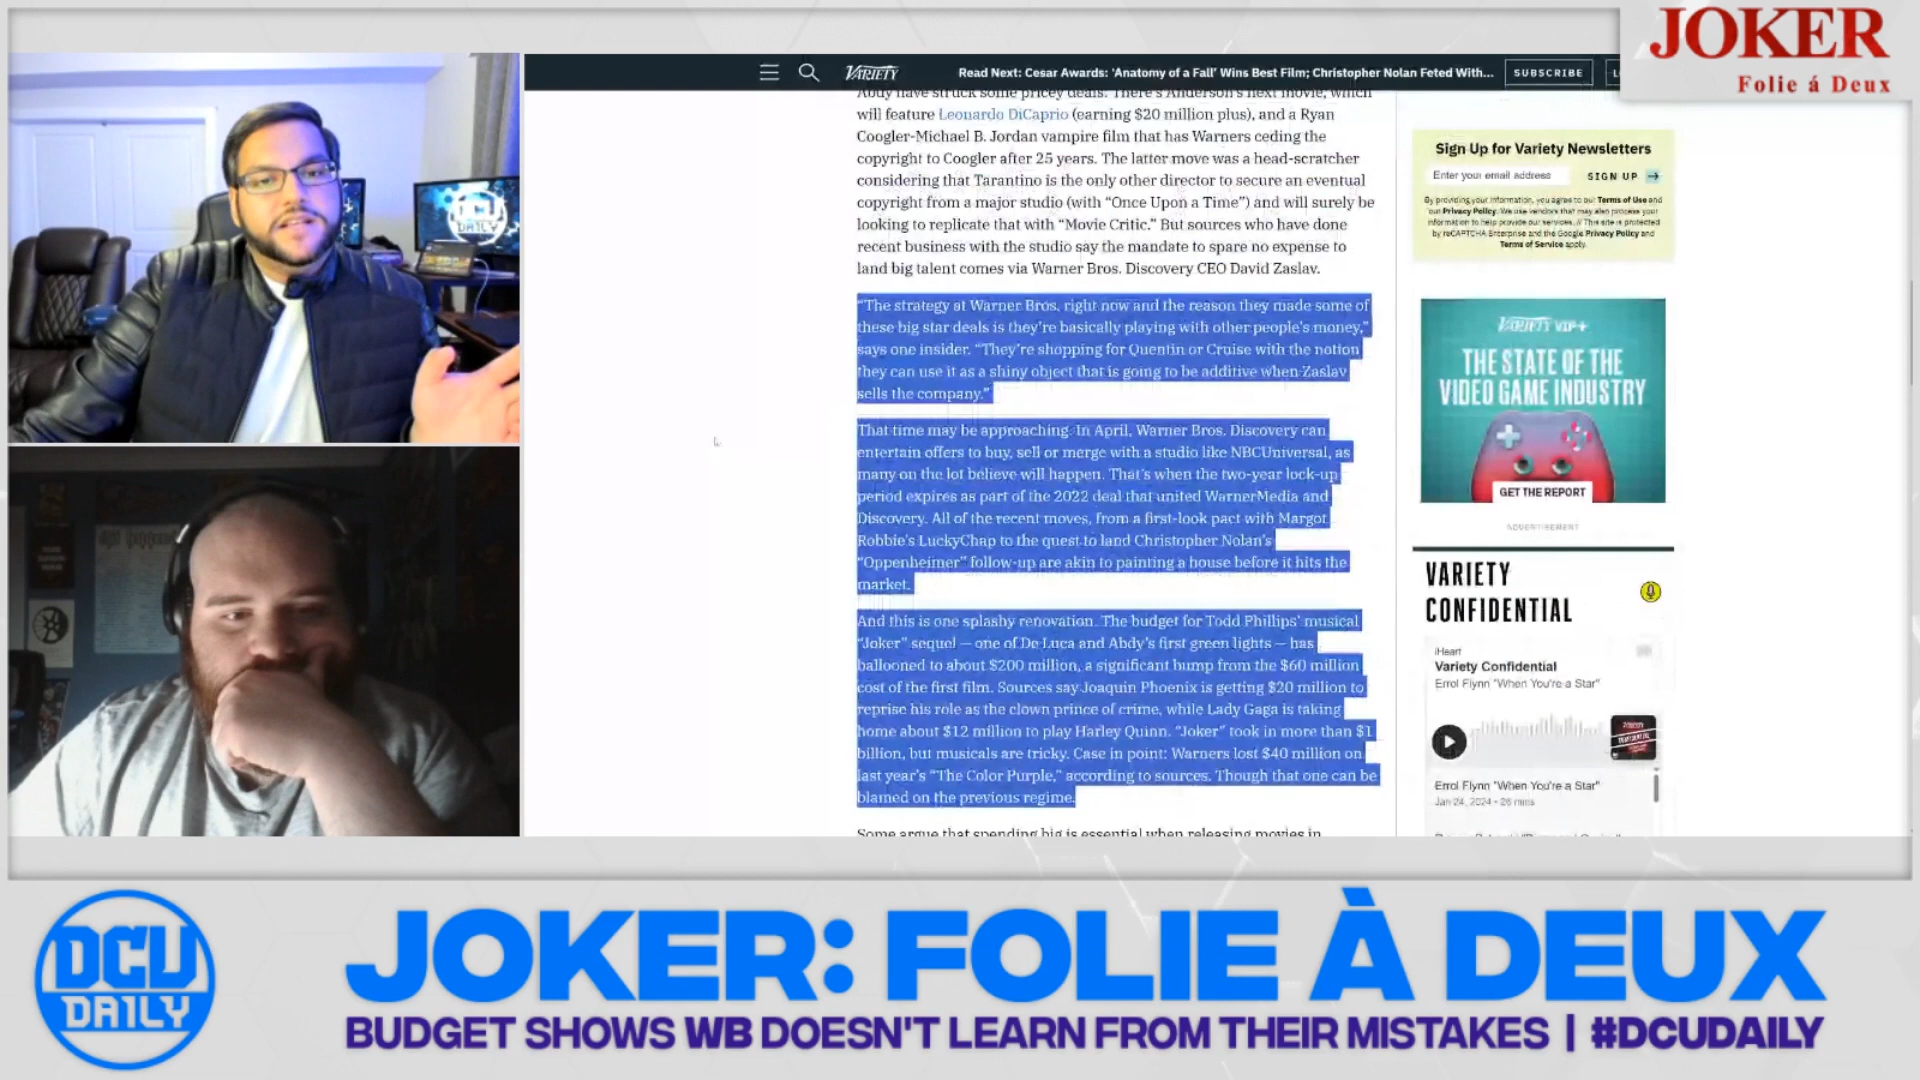 JOKER
Folie á Deux
VARIETY
Read Next: Cesar Awards: 'Anatomy of a Fall' Wins Best Film; Christopher Nolan Feted With...
SUBSCRIBE
Abdy have struck some pricey deals. There's Anderson's next movie, which
will feature Leonardo DiCaprio (earning $20 million plus), and a Ryan
Coogler-Michael B. Jordan vampire film that has Warners ceding the
copyright to Coogler after 25 years. The latter move was a head-scratcher
considering that Tarantino is the only other director to secure an eventual
copyright from a major studio (with “Once Upon a Time”) and will surely be
looking to replicate that with “Movie Critic.” But sources who have done
recent business with the studio say the mandate to spare no expense to
land big talent comes via Warner Bros. Discovery CEO David Zaslav.
“The strategy at Warner Bros. right now and the reason they made some of
these big star deals is they're basically playing with other people's money,”
says one insider. “They're shopping for Quentin or Cruise with the notion
they can use it as a shiny object that is going to be additive when Zaslav
sells the company.”
That time may be approaching. In April, Warner Bros. Discovery can
entertain offers to buy, sell or merge with a studio like NBCUniversal, as
many on the lot believe will happen. That's when the two-year lock-up
period expires as part of the 2022 deal that united WarnerMedia and
Discovery. All of the recent moves, from a first-look pact with Margot
Robbie's LuckyChap to the quest to land Christopher Nolan's
“Oppenheimer” follow-up are akin to painting a house before it hits the
market.
And this is one splashy renovation. The budget for Todd Phillips' musical
“Joker” sequel — one of De Luca and Abdy's first green lights — has
ballooned to about $200 million, a significant bump from the $60 million
cost of the first film. Sources say Joaquin Phoenix is getting $20 million to
reprise his role as the clown prince of crime, while Lady Gaga is taking
home about $12 million to play Harley Quinn. “Joker” took in more than $1
billion, but musicals are tricky. Case in point: Warners lost $40 million on
last year's “The Color Purple,” according to sources. Though that one can be
blamed on the previous regime.
Some argue that spending big is essential when releasing movies in
Sign Up for Variety Newsletters
Enter your email address
SIGN UP
By providing your information, you agree to our Terms of Use and
our Privacy Policy. We use vendors that may also process your
information to help provide our services. // This site is protected
by reCAPTCHA Enterprise and the Google Privacy Policy and
Terms of Service apply.
VARIETY VIP+
THE STATE OF THE
VIDEO GAME INDUSTRY
GET THE REPORT
ADVERTISEMENT
VARIETY
CONFIDENTIAL
iHeart
Variety Confidential
Errol Flynn "When You're a Star"
Errol Flynn "When You're a Star"
Jan 24, 2024 • 26 mins
DCU
DAILY
DCU
DAILY
JOKER: FOLIE À DEUX
BUDGET SHOWS WB DOESN'T LEARN FROM THEIR MISTAKES | #DCUDAILY